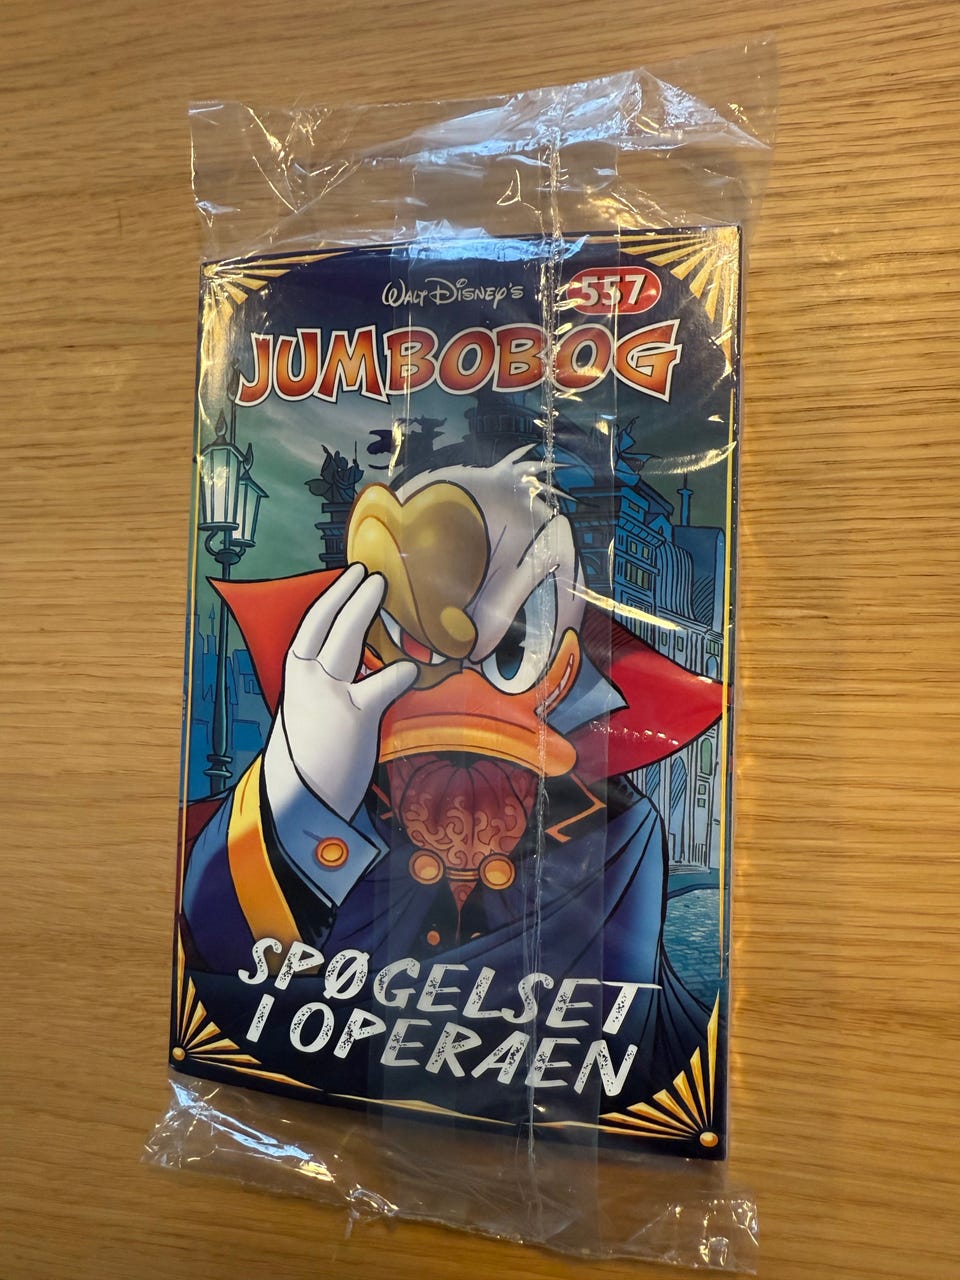 WALT DISNEY'S
557
JUMBOBOG
SPØGELSET
I OPERAEN